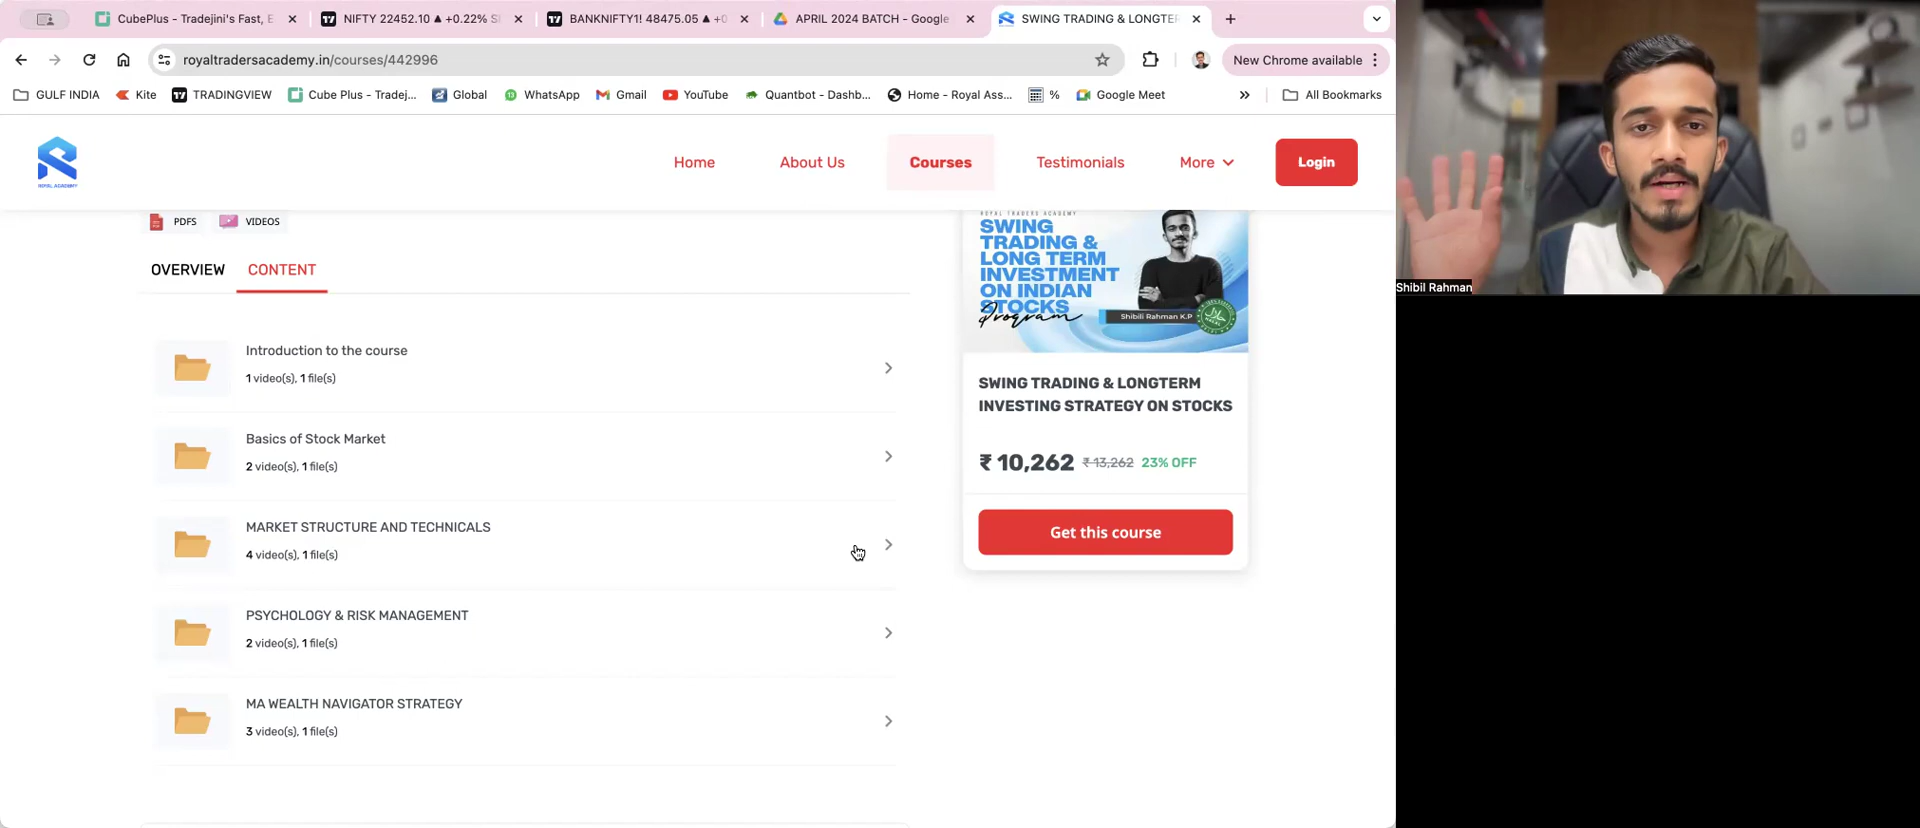 CubePlus - Tradejini's Fast, E
NIFTY 22452.10 ▲ +0.22% S
BANKNIFTY1! 48475.05 ▲ +0
APRIL 2024 BATCH - Google
SWING TRADING & LONGTER
royaltradersacademy.in/courses/442996
New Chrome available
GULF INDIA
Kite
TRADINGVIEW
Cube Plus - Tradej...
Global
WhatsApp
Gmail
YouTube
Quantbot - Dashb...
Home - Royal Ass...
%
Google Meet
»
All Bookmarks
ROYAL ACADEMY
Home
About Us
Courses
Testimonials
More
Login
PDFS
VIDEOS
OVERVIEW
CONTENT
Introduction to the course
1 video(s), 1 file(s)
Basics of Stock Market
2 video(s), 1 file(s)
MARKET STRUCTURE AND TECHNICALS
4 video(s), 1 file(s)
PSYCHOLOGY & RISK MANAGEMENT
2 video(s), 1 file(s)
MA WEALTH NAVIGATOR STRATEGY
3 video(s), 1 file(s)
ROYAL TRADERS ACADEMY
SWING
TRADING &
LONG TERM
INVESTMENT
ON INDIAN
STOCKS
Program
Shibili Rahman K.P
SWING TRADING & LONGTERM
INVESTING STRATEGY ON STOCKS
₹ 10,262 ₹ 13,262 23% OFF
Get this course
Shibil Rahman